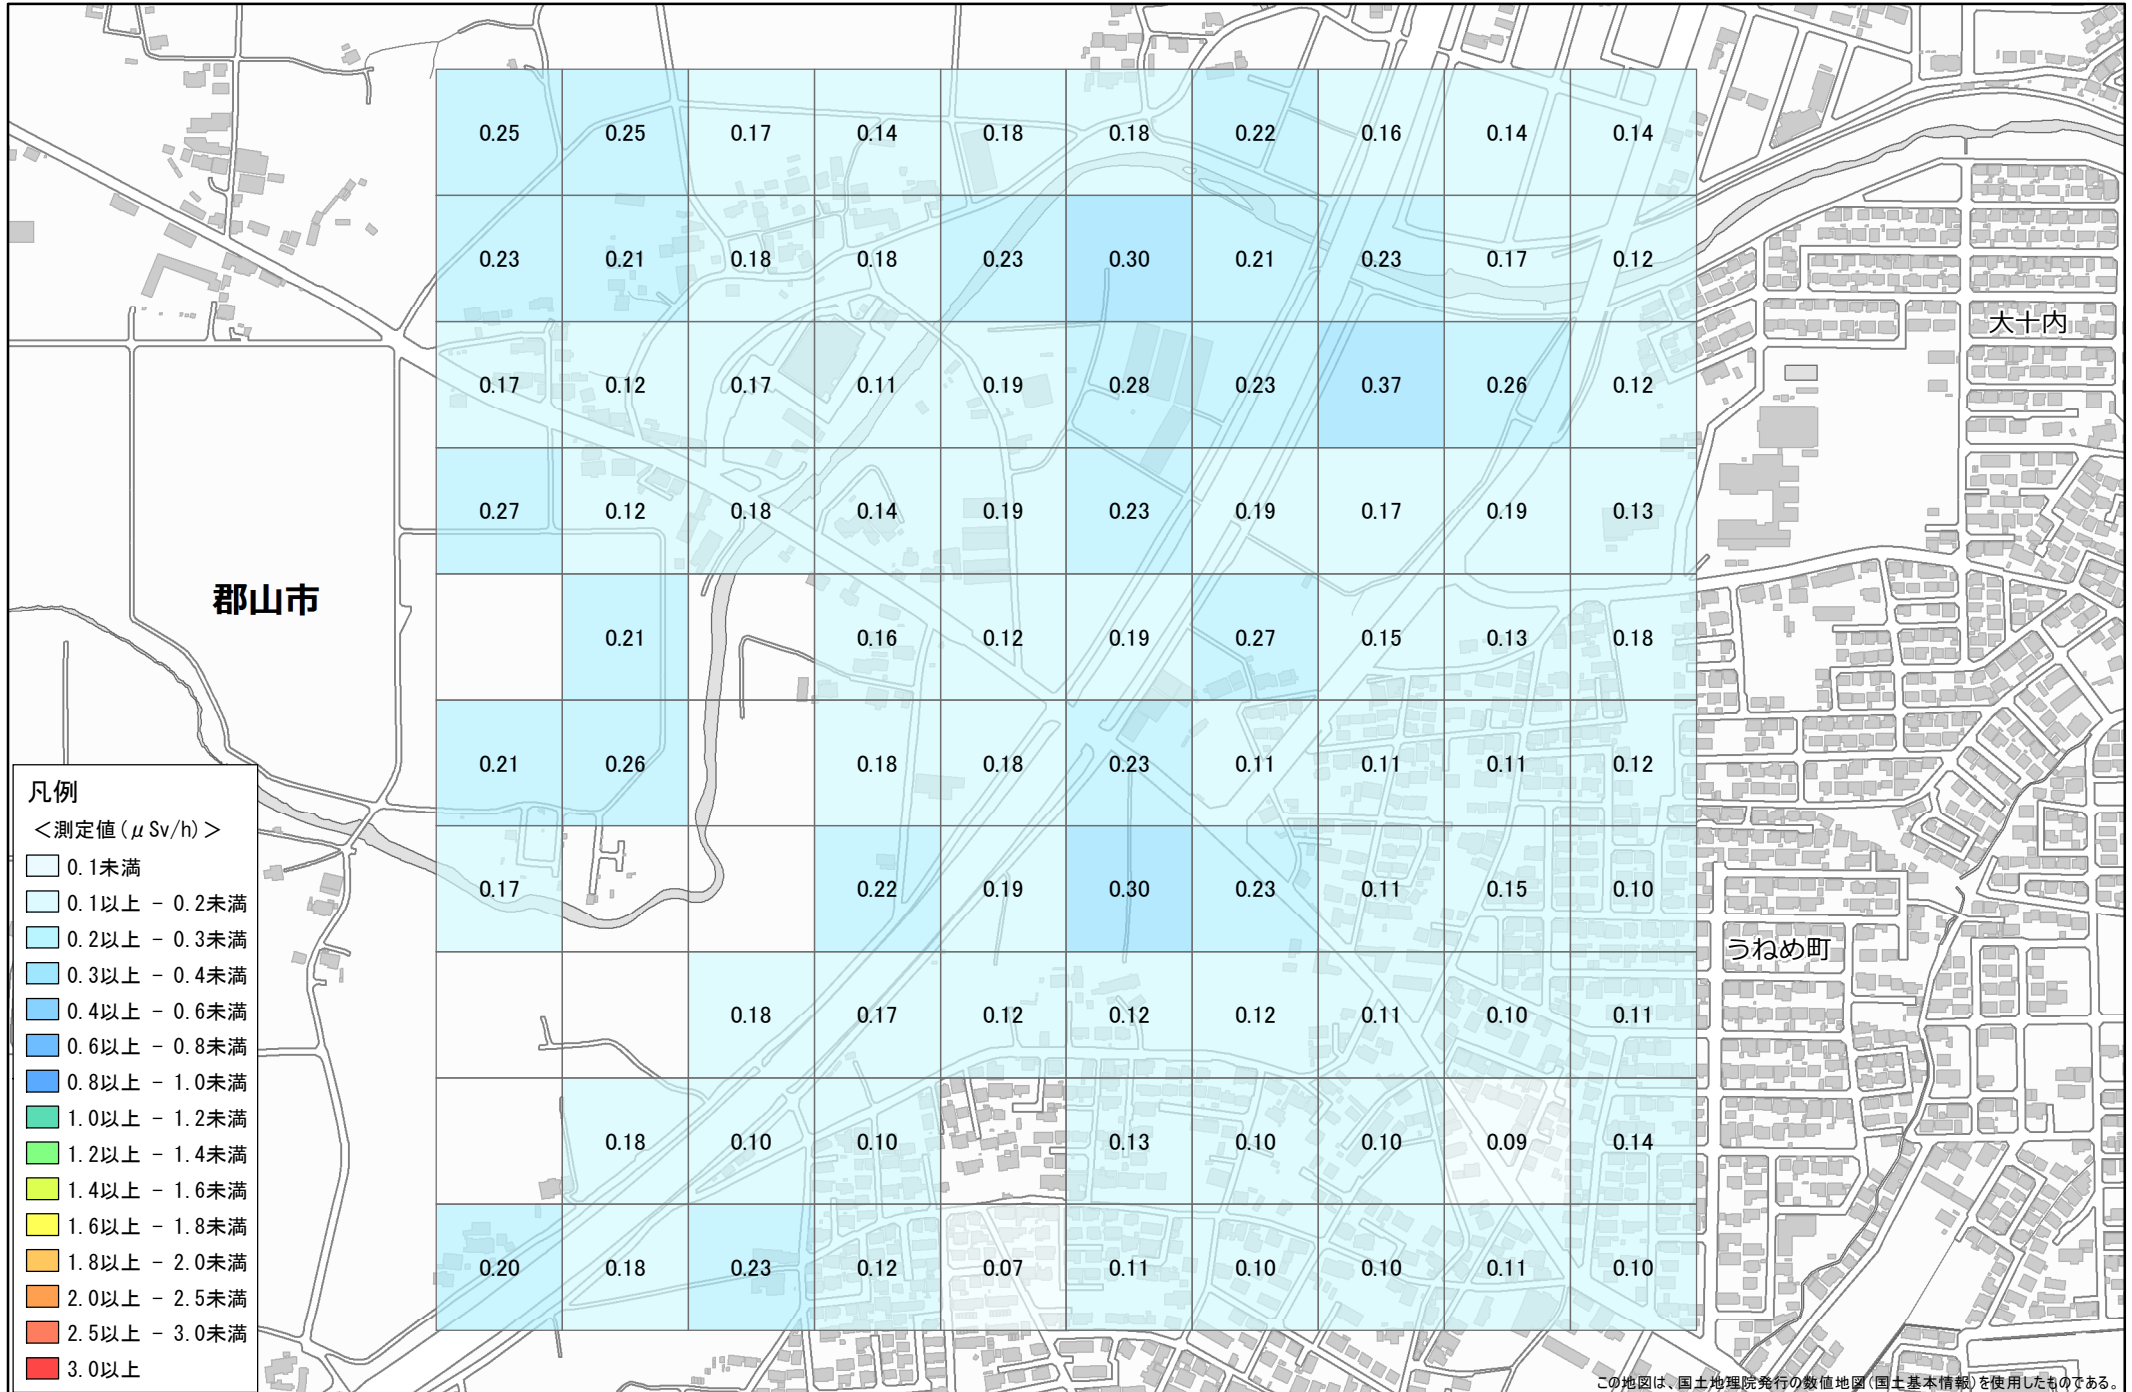 0.25 0.25 0.17 0.14 0.18 0.18 0.22 0.16 0.14 0.14
0.23 0.21 0.18 0.18 0.23 0.30 0.21 0.23 0.17 0.12
大十内
0.17 0.12 0.17 0.11 0.19 0.28 0.23 0.37 0.26 0.12
0.27 0.12 0.18 0.14 0.19 0.23 0.19 0.17 0.19 0.13
郡山市
0.21 0.16 0.12 0.19 0.27 0.15 0.13 0.18
0.21 0.26 0.18 0.18 0.23 0.11 0.11 0.11 0.12
0.17 0.22 0.19 0.30 0.23 0.11 0.15 0.10
うねめ町
0.18 0.17 0.12 0.12 0.12 0.11 0.10 0.11
0.18 0.10 0.10 0.13 0.10 0.10 0.09 0.14
0.20 0.18 0.23 0.12 0.07 0.11 0.10 0.10 0.11 0.10
凡例
＜測定値(μSv/h)＞
0.1未満
0.1以上 － 0.2未満
0.2以上 － 0.3未満
0.3以上 － 0.4未満
0.4以上 － 0.6未満
0.6以上 － 0.8未満
0.8以上 － 1.0未満
1.0以上 － 1.2未満
1.2以上 － 1.4未満
1.4以上 － 1.6未満
1.6以上 － 1.8未満
1.8以上 － 2.0未満
2.0以上 － 2.5未満
2.5以上 － 3.0未満
3.0以上
この地図は、国土地理院発行の数値地図(国土基本情報)を使用したものである。